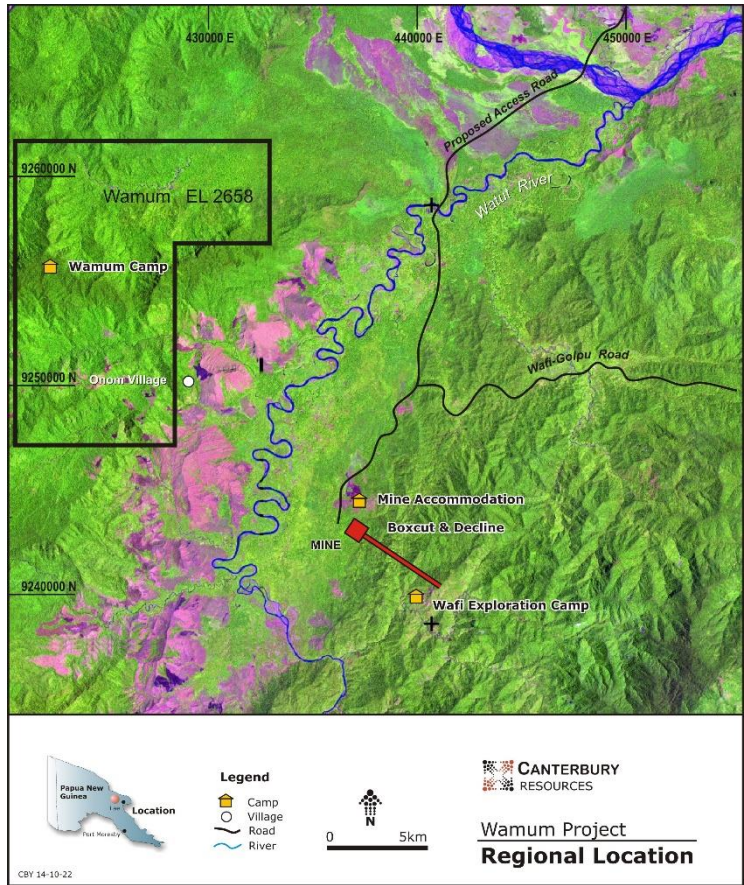 430000 E
440000 E
450000 E
Proposed Access Road
9260000 N
Wamum EL 2658
Watut River
Wamum Camp
9250000 N
Onom Village
Wafi-Golpu Road
Mine Accommodation
Boxcut & Decline
MINE
9240000 N
Wafi Exploration Camp
Papua New
Guinea
Lae
Location
Port Moresby
Legend
Camp
Village
Road
River
N
0 5km
CANTERBURY
RESOURCES
Wamum Project
Regional Location
CBY 14-10-22